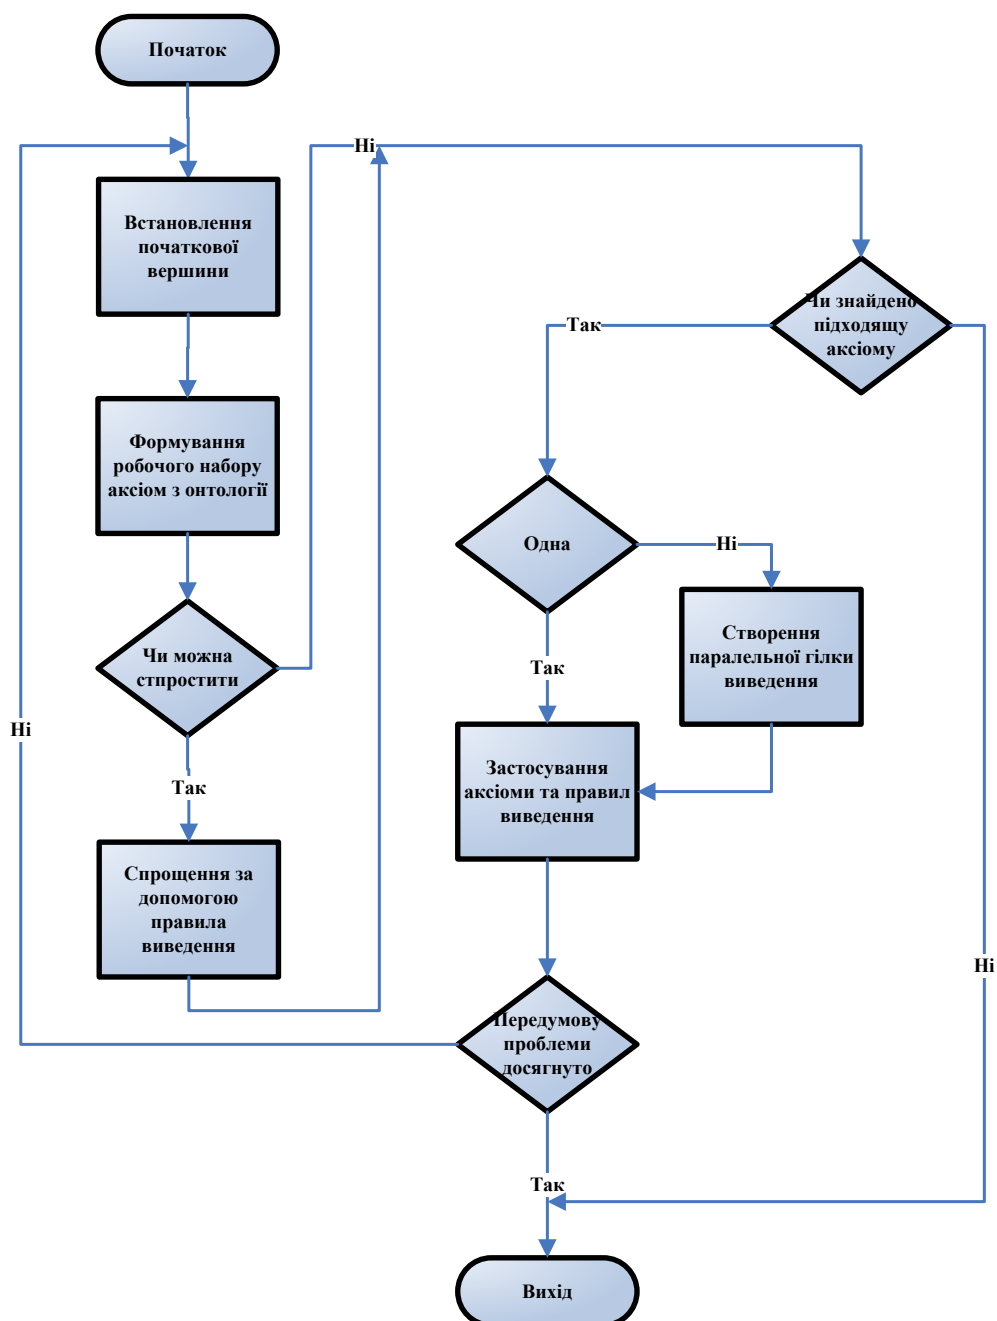 Початок
Ні
Встановлення
початкової
вершини
Чи знайдено
підходящу
аксіому
Так
Формування
робочого набору
аксіом з онтології
Одна
Ні
Створення
паралельної гілки
виведення
Чи можна
стпростити
Так
Ні
Застосування
аксіоми та правил
виведення
Так
Спрощення за
допомогою
правила
виведення
Ні
Передумову
проблеми
досягнуто
Так
Вихід